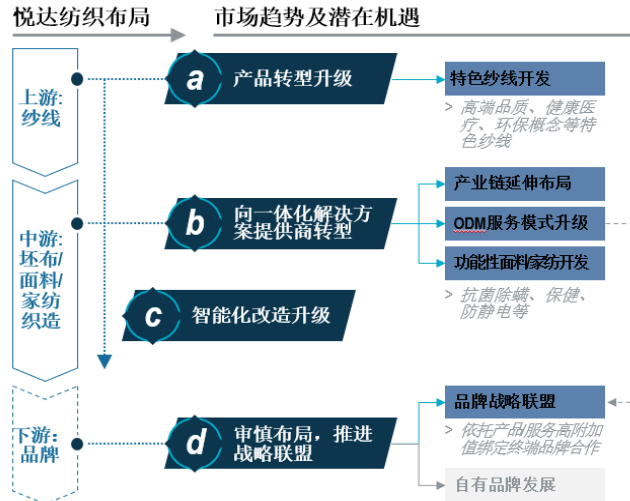 悦达纺织布局
市场趋势及潜在机遇
上游:
纱线
a
产品转型升级
特色纱线开发
> 高端品质、健康医
疗、环保概念等特
色纱线
中游:
坯布/
面料/
家纺
织造
b
向一体化解决方
案提供商转型
产业链延伸布局
ODM服务模式升级
功能性面料家纺开发
> 抗菌除螨、保健、
防静电等
c
智能化改造升级
下游：
品牌
d
审慎布局，推进
战略联盟
品牌战略联盟
> 依托产品/服务高附加
值绑定终端品牌合作
自有品牌发展